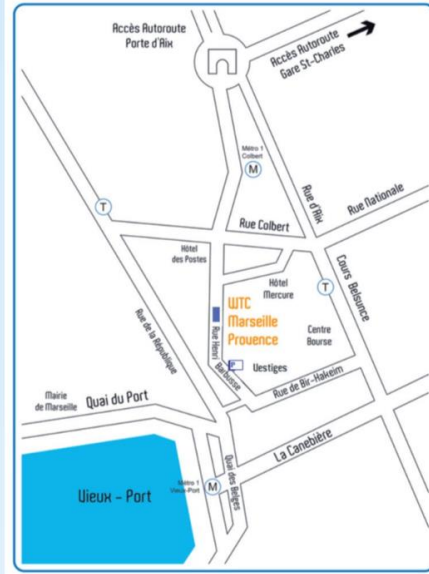 Accès Autoroute
Porte d'Aix
Accès Autoroute
Gare St-Charles
Métro 1
Colbert
M
T
Rue d'Aix
Rue Nationale
Rue Colbert
Hôtel
des Postes
Hôtel
Mercure
T
Cours Belsunce
WTC
Marseille
Provence
Centre
Bourse
Rue de la République
Rue Henri
Barbusse
P
Vestiges
Rue de Bir-Hakeim
Mairie
de Marseille
Quai du Port
La Canebière
Quai des Belges
Métro 1
Vieux-Port
M
Vieux - Port